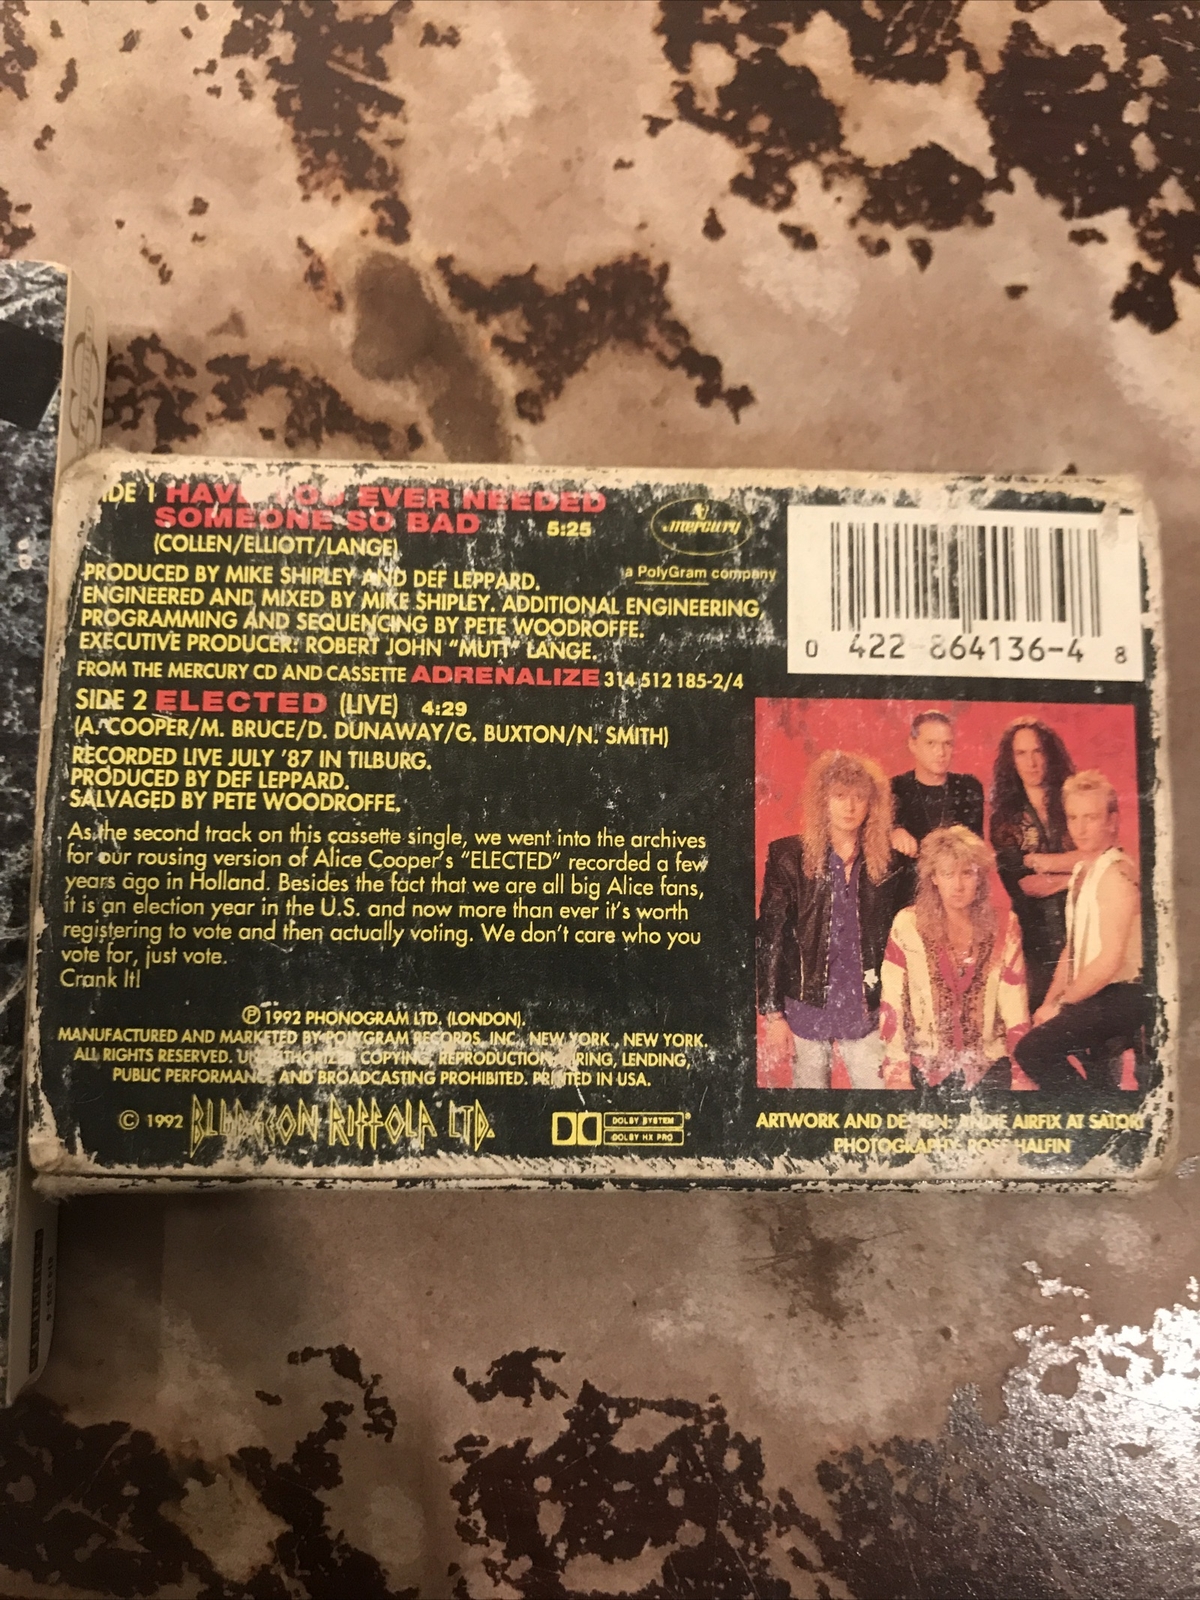 IDE 1 HAVE YOU EVER NEEDED
SOMEONE SO BAD 5:25
(COLLEN/ELLIOTT/LANGE)
mercury
a PolyGram company
PRODUCED BY MIKE SHIPLEY AND DEF LEPPARD.
ENGINEERED AND MIXED BY MIKE SHIPLEY. ADDITIONAL ENGINEERING,
PROGRAMMING AND SEQUENCING BY PETE WOODROFFE.
EXECUTIVE PRODUCER: ROBERT JOHN "MUTT" LANGE.
FROM THE MERCURY CD AND CASSETTE ADRENALIZE 314 512 185-2/4
SIDE 2 ELECTED (LIVE) 4:29
(A. COOPER/M. BRUCE/D. DUNAWAY/G. BUXTON/N. SMITH)
RECORDED LIVE JULY '87 IN TILBURG.
PRODUCED BY DEF LEPPARD.
SALVAGED BY PETE WOODROFFE.
As the second track on this cassette single, we went into the archives
for our rousing version of Alice Cooper's "ELECTED" recorded a few
years ago in Holland. Besides the fact that we are all big Alice fans,
it is an election year in the U.S. and now more than ever it's worth
registering to vote and then actually voting. We don't care who you
vote for, just vote.
Crank It!
℗ 1992 PHONOGRAM LTD. (LONDON).
MANUFACTURED AND MARKETED BY POLYGRAM RECORDS, INC., NEW YORK, NEW YORK.
ALL RIGHTS RESERVED. UNAUTHORIZED COPYING, REPRODUCTION, HIRING, LENDING,
PUBLIC PERFORMANCE AND BROADCASTING PROHIBITED. PRINTED IN USA.
© 1992 BLUDGEON RIFFOLA LTD.
DOLBY SYSTEM®
DOLBY HX PRO
0 422 864136-4 8
ARTWORK AND DESIGN: ANDIE AIRFIX AT SATORI
PHOTOGRAPHY: ROSS HALFIN